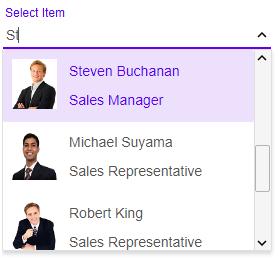 Select Item
St
Steven Buchanan
Sales Manager
Michael Suyama
Sales Representative
Robert King
Sales Representative